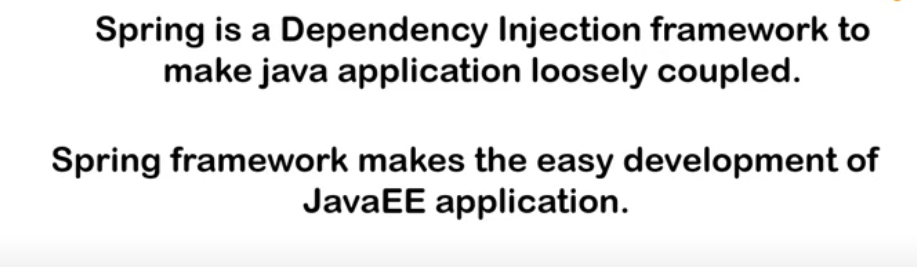 Spring is a Dependency Injection framework to
make java application loosely coupled.
Spring framework makes the easy development of
JavaEE application.